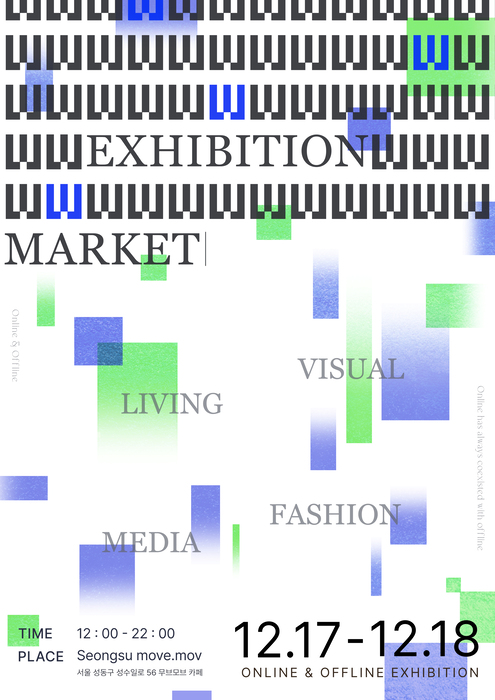 W W W W W W W W W W W W
W W W W W W W W W W W W
W W W W W W W W W W W W
W W EXHIBITION W W W
W W W W W W W W W W W W
MARKET|
Online & Offline
VISUAL
LIVING
Online has always coexisted with offline
FASHION
MEDIA
TIME 12 : 00 - 22 : 00
PLACE Seongsu move.mov
서울 성동구 성수일로 56 무브모브 카페
12.17-12.18
ONLINE & OFFLINE EXHIBITION